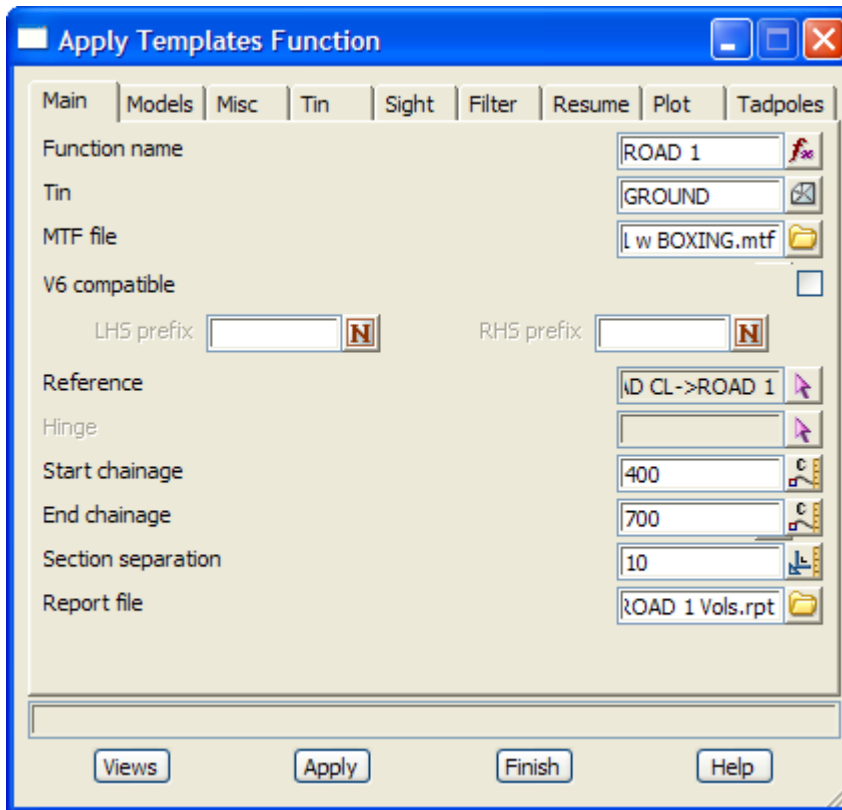 Apply Templates Function
Main Models Misc Tin Sight Filter Resume Plot Tadpoles
Function name ROAD 1
Tin GROUND
MTF file w BOXING.mtf
V6 compatible
LHS prefix N RHS prefix N
Reference CL->ROAD 1
Hinge
Start chainage 400
End chainage 700
Section separation 10
Report file ROAD 1 Vols.rpt
Views Apply Finish Help